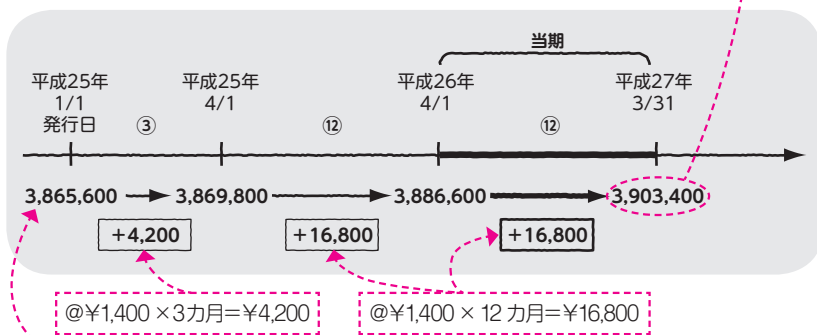 当期
平成25年 平成25年 平成26年 平成27年
1/1 4/1 4/1 3/31
発行日 ③ ⑫ ⑫
3,865,600 3,869,800 3,886,600 3,903,400
+4,200 +16,800 +16,800
@¥1,400×3カ月=¥4,200 @¥1,400×12カ月=¥16,800